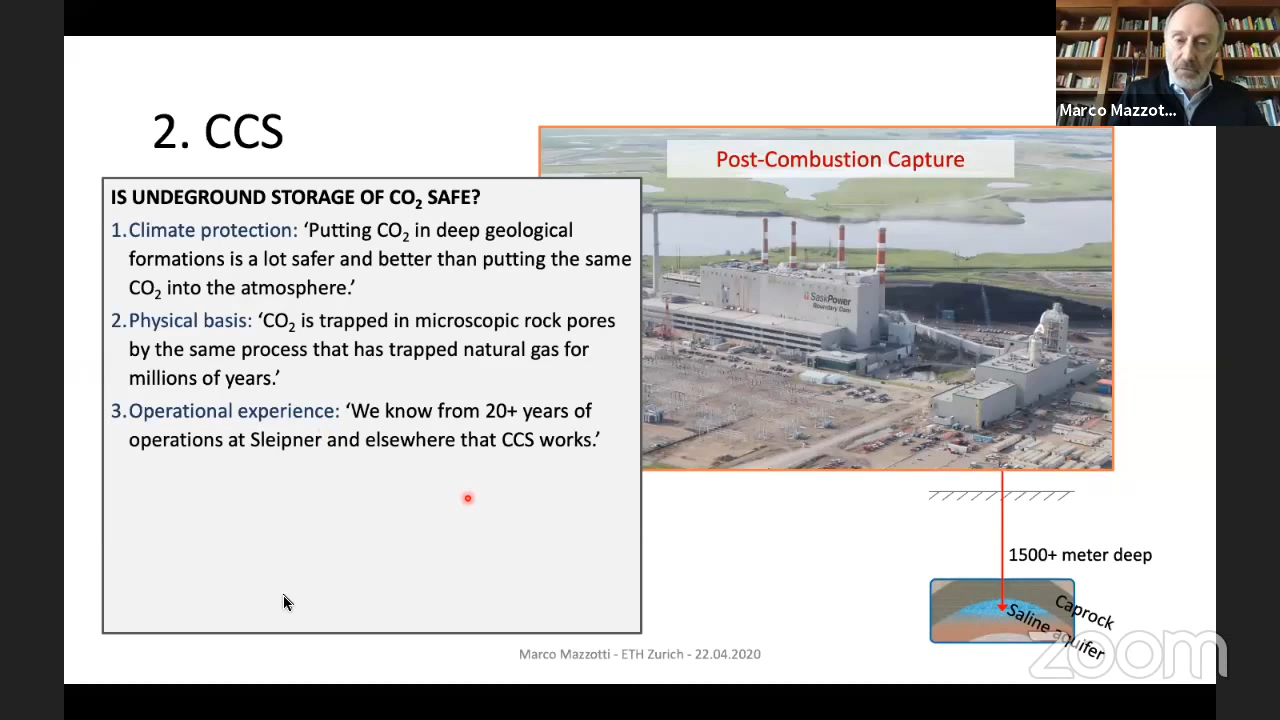 Marco Mazzot...
2. CCS
Post-Combustion Capture
IS UNDEGROUND STORAGE OF CO₂ SAFE?
1. Climate protection: ‘Putting CO₂ in deep geological
formations is a lot safer and better than putting the same
CO₂ into the atmosphere.’
2. Physical basis: ‘CO₂ is trapped in microscopic rock pores
by the same process that has trapped natural gas for
millions of years.’
3. Operational experience: ‘We know from 20+ years of
operations at Sleipner and elsewhere that CCS works.’
SaskPower
Boundary Dam
1500+ meter deep
Caprock
Saline aquifer
Marco Mazzotti - ETH Zurich - 22.04.2020
zoom